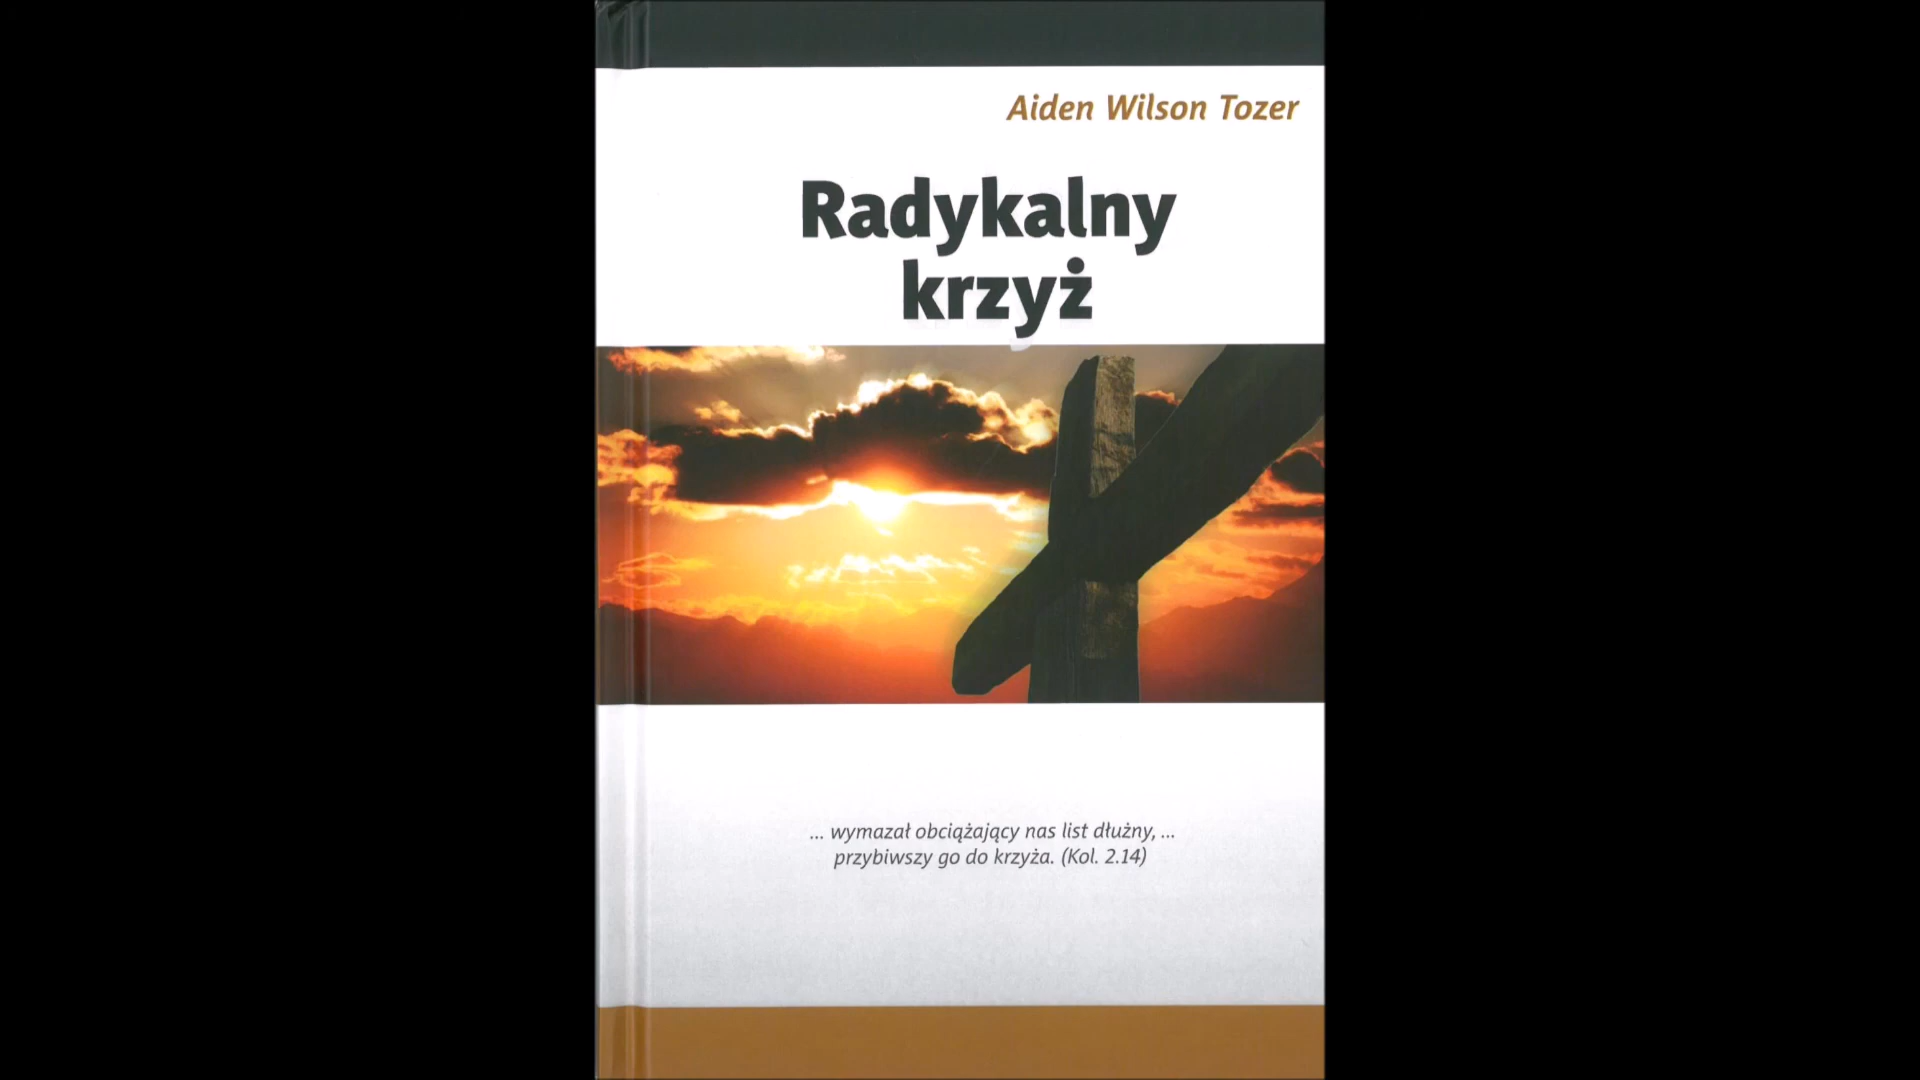 Aiden Wilson Tozer
Radykalny
krzyż
... wymazał obciążający nas list dłużny, ...
przybiwszy go do krzyża. (Kol. 2.14)